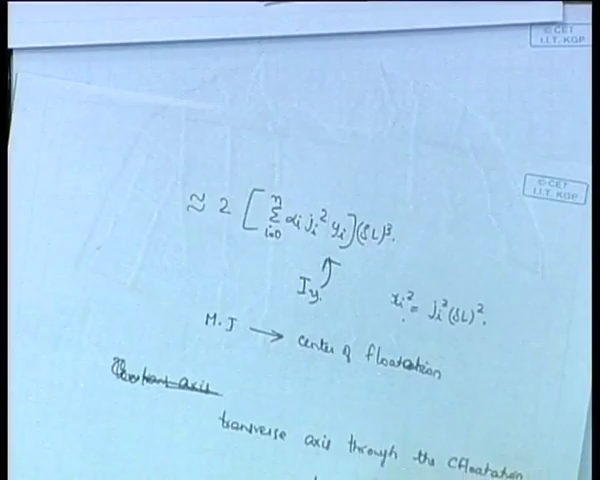 © CET
I.I.T. KGP
© CET
I.I.T. KGP
≈ 2 [ n Σ i=0 αi ji² yi ] (δL)³.
Iy.
xi² = ji² (δL)².
M.I → center of floatation
transverse axis through the Cfloatation